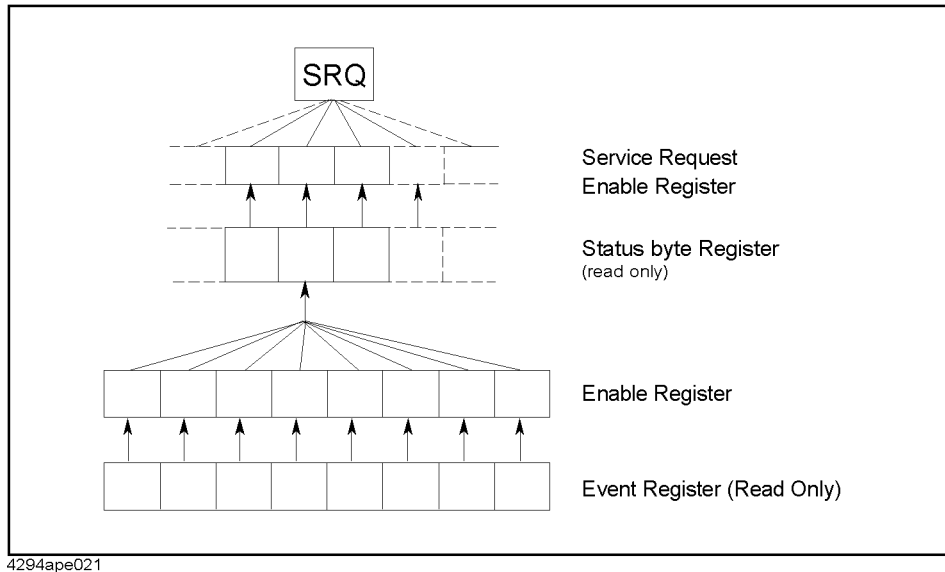 SRQ
Service Request
Enable Register
Status byte Register
(read only)
Enable Register
Event Register (Read Only)
4294ape021